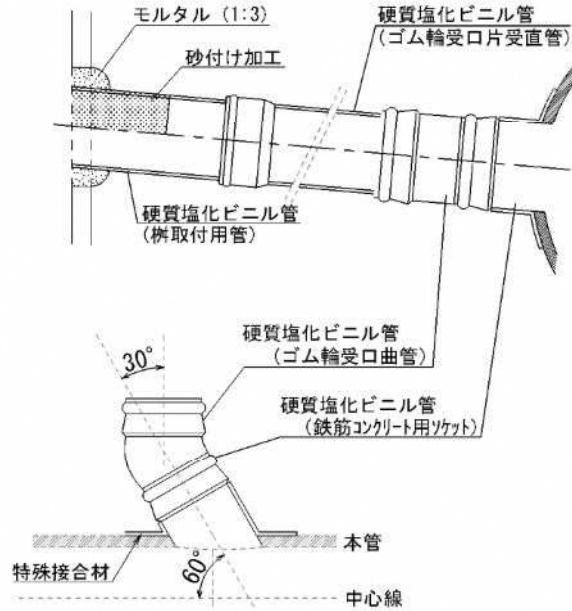 モルタル (1:3)
砂付け加工
硬質塩化ビニル管
(ゴム輪受口片受直管)
硬質塩化ビニル管
(桝取付用管)
硬質塩化ビニル管
(ゴム輪受口曲管)
30°
硬質塩化ビニル管
(鉄筋コンクリート用ソケット)
本管
特殊接合材
60°
中心線